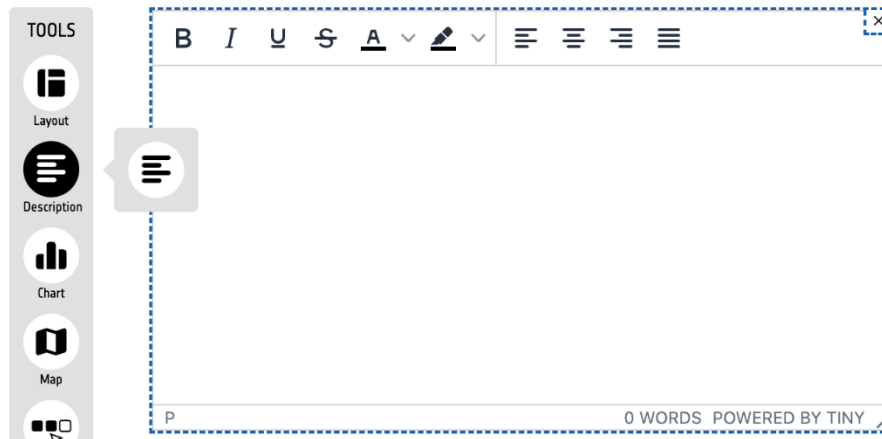 TOOLS
Layout
Description
Chart
Map
B I U S A
P 0 WORDS POWERED BY TINY